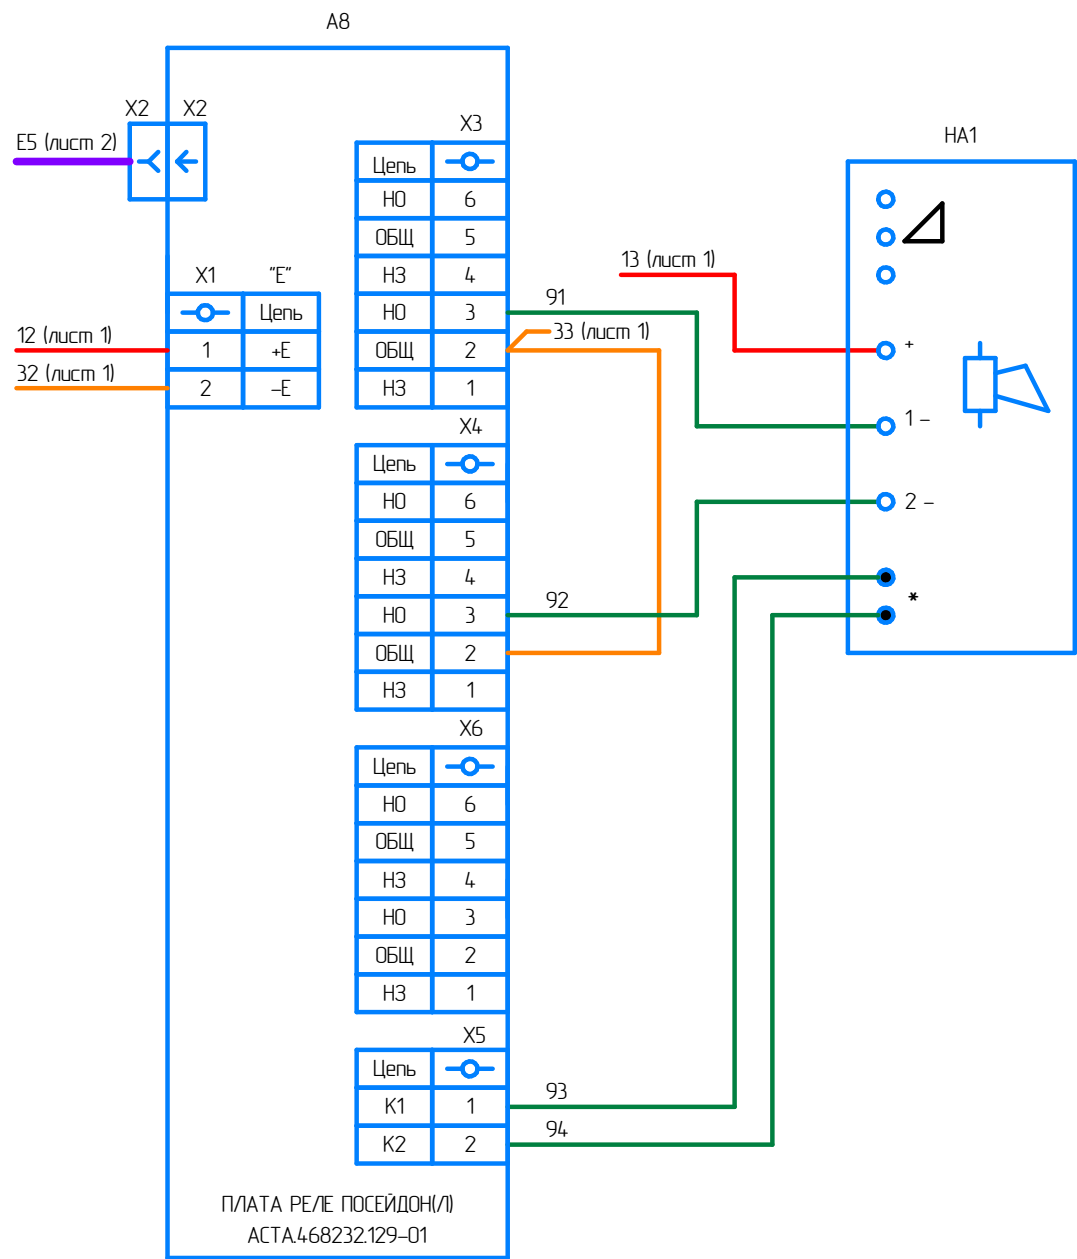 A8
X2 X2
E5 (лист 2)
X1 "Е"
Цепь
12 (лист 1) 1 +Е
32 (лист 1) 2 –Е
X3
Цепь
НО 6
ОБЩ 5
НЗ 4
НО 3
ОБЩ 2
НЗ 1
X4
Цепь
НО 6
ОБЩ 5
НЗ 4
НО 3
ОБЩ 2
НЗ 1
X6
Цепь
НО 6
ОБЩ 5
НЗ 4
НО 3
ОБЩ 2
НЗ 1
X5
Цепь
К1 1
К2 2
ПЛАТА РЕЛЕ ПОСЕЙДОН(Л)
АСТА.468232.129–01
91
33 (лист 1)
92
93
94
13 (лист 1)
НА1
+
1 –
2 –
*